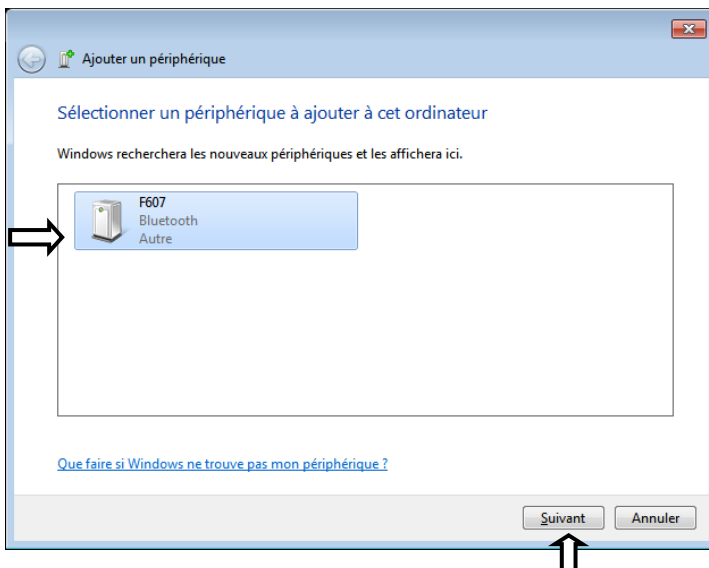 Ajouter un périphérique
Sélectionner un périphérique à ajouter à cet ordinateur
Windows recherchera les nouveaux périphériques et les affichera ici.
F607
Bluetooth
Autre
Que faire si Windows ne trouve pas mon périphérique ?
Suivant Annuler